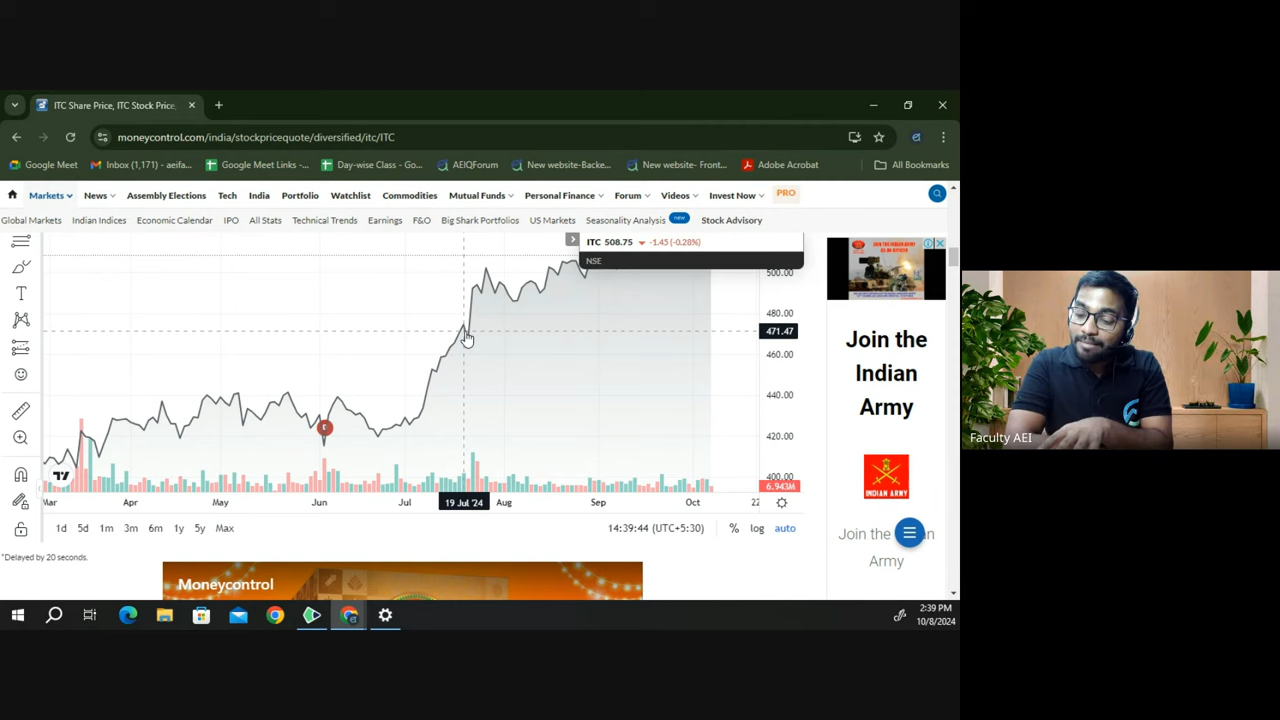 ITC Share Price, ITC Stock Price,
moneycontrol.com/india/stockpricequote/diversified/itc/ITC
Google Meet
Inbox (1,171) - aeifa...
Google Meet Links -...
Day-wise Class - Go...
AEIQForum
New website-Backe...
New website- Front...
Adobe Acrobat
All Bookmarks
Markets
News
Assembly Elections
Tech
India
Portfolio
Watchlist
Commodities
Mutual Funds
Personal Finance
Forum
Videos
Invest Now
PRO
Global Markets
Indian Indices
Economic Calendar
IPO
All Stats
Technical Trends
Earnings
F&O
Big Shark Portfolios
US Markets
Seasonality Analysis
new
Stock Advisory
ITC 508.75 -1.45 (-0.28%)
NSE
500.00
480.00
471.47
460.00
440.00
420.00
400.00
6.943M
Mar
Apr
May
Jun
Jul
19 Jul '24
Aug
Sep
Oct
22
1d 5d 1m 3m 6m 1y 5y Max
14:39:44 (UTC+5:30)
% log auto
*Delayed by 20 seconds.
Moneycontrol
Join the
Indian
Army
INDIAN ARMY
Army
Faculty AEI
2:39 PM
10/8/2024